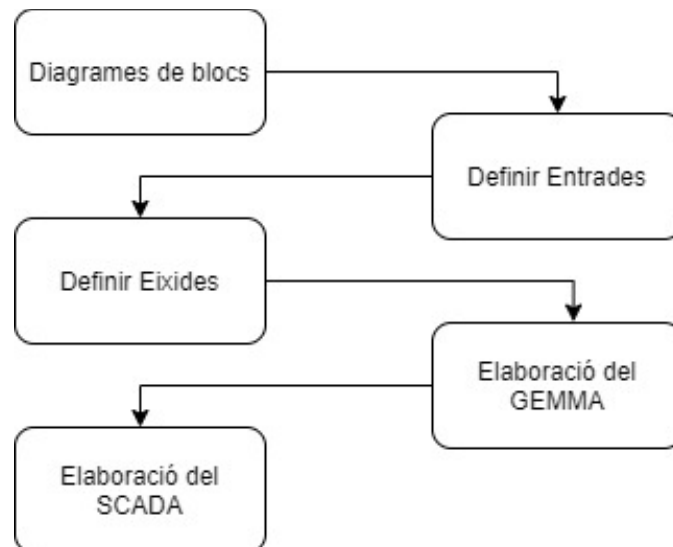 Diagrames de blocs
Definir Entrades
Definir Eixides
Elaboració del
GEMMA
Elaboració del
SCADA